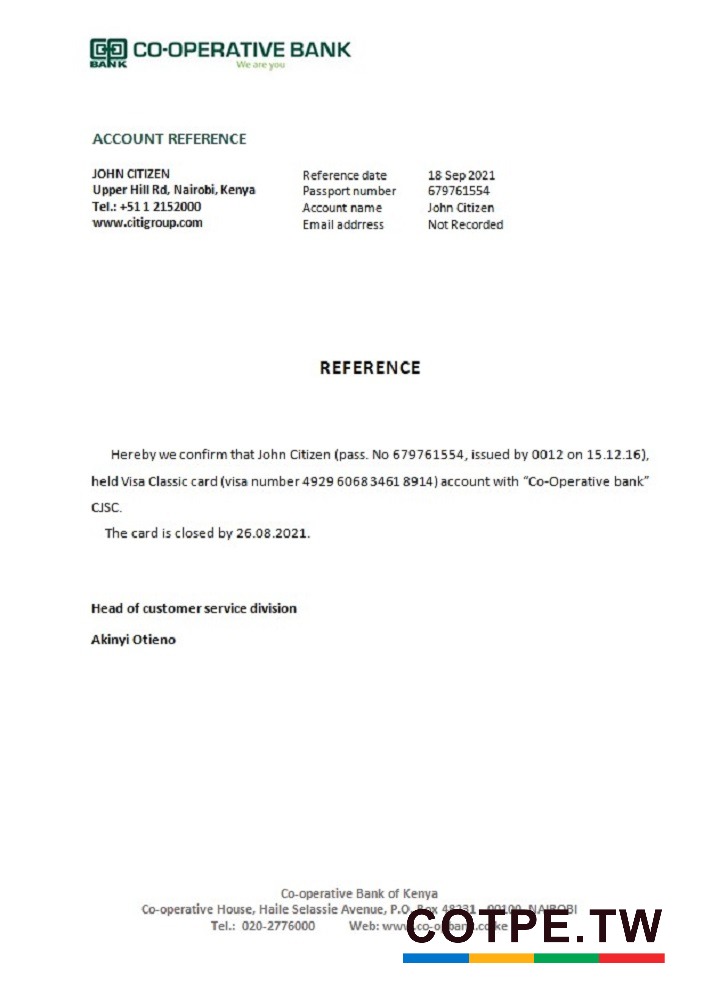 CO-OPERATIVE BANK
BANK
We are you
ACCOUNT REFERENCE
JOHN CITIZEN
Upper Hill Rd, Nairobi, Kenya
Tel.: +51 1 2152000
www.citigroup.com
Reference date 18 Sep 2021
Passport number 679761554
Account name John Citizen
Email addrress Not Recorded
REFERENCE
Hereby we confirm that John Citizen (pass. No 679761554, issued by 0012 on 15.12.16),
held Visa Classic card (visa number 4929 6068 3461 8914) account with “Co-Operative bank”
CJSC.
The card is closed by 26.08.2021.
Head of customer service division
Akinyi Otieno
Co-operative Bank of Kenya
Co-operative House, Haile Selassie Avenue, P.O. Box 48231 - 00100, NAIROBI
Tel.: 020-2776000 Web: www.co-opbank.co.ke
COTPE.TW